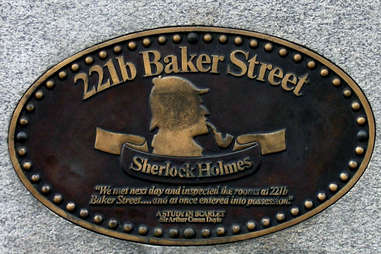 221b Baker Street
Sherlock Holmes
"We met next day and inspected the rooms at 221b
Baker Street....and at once entered into possession."
A STUDY IN SCARLET
Sir Arthur Conan Doyle